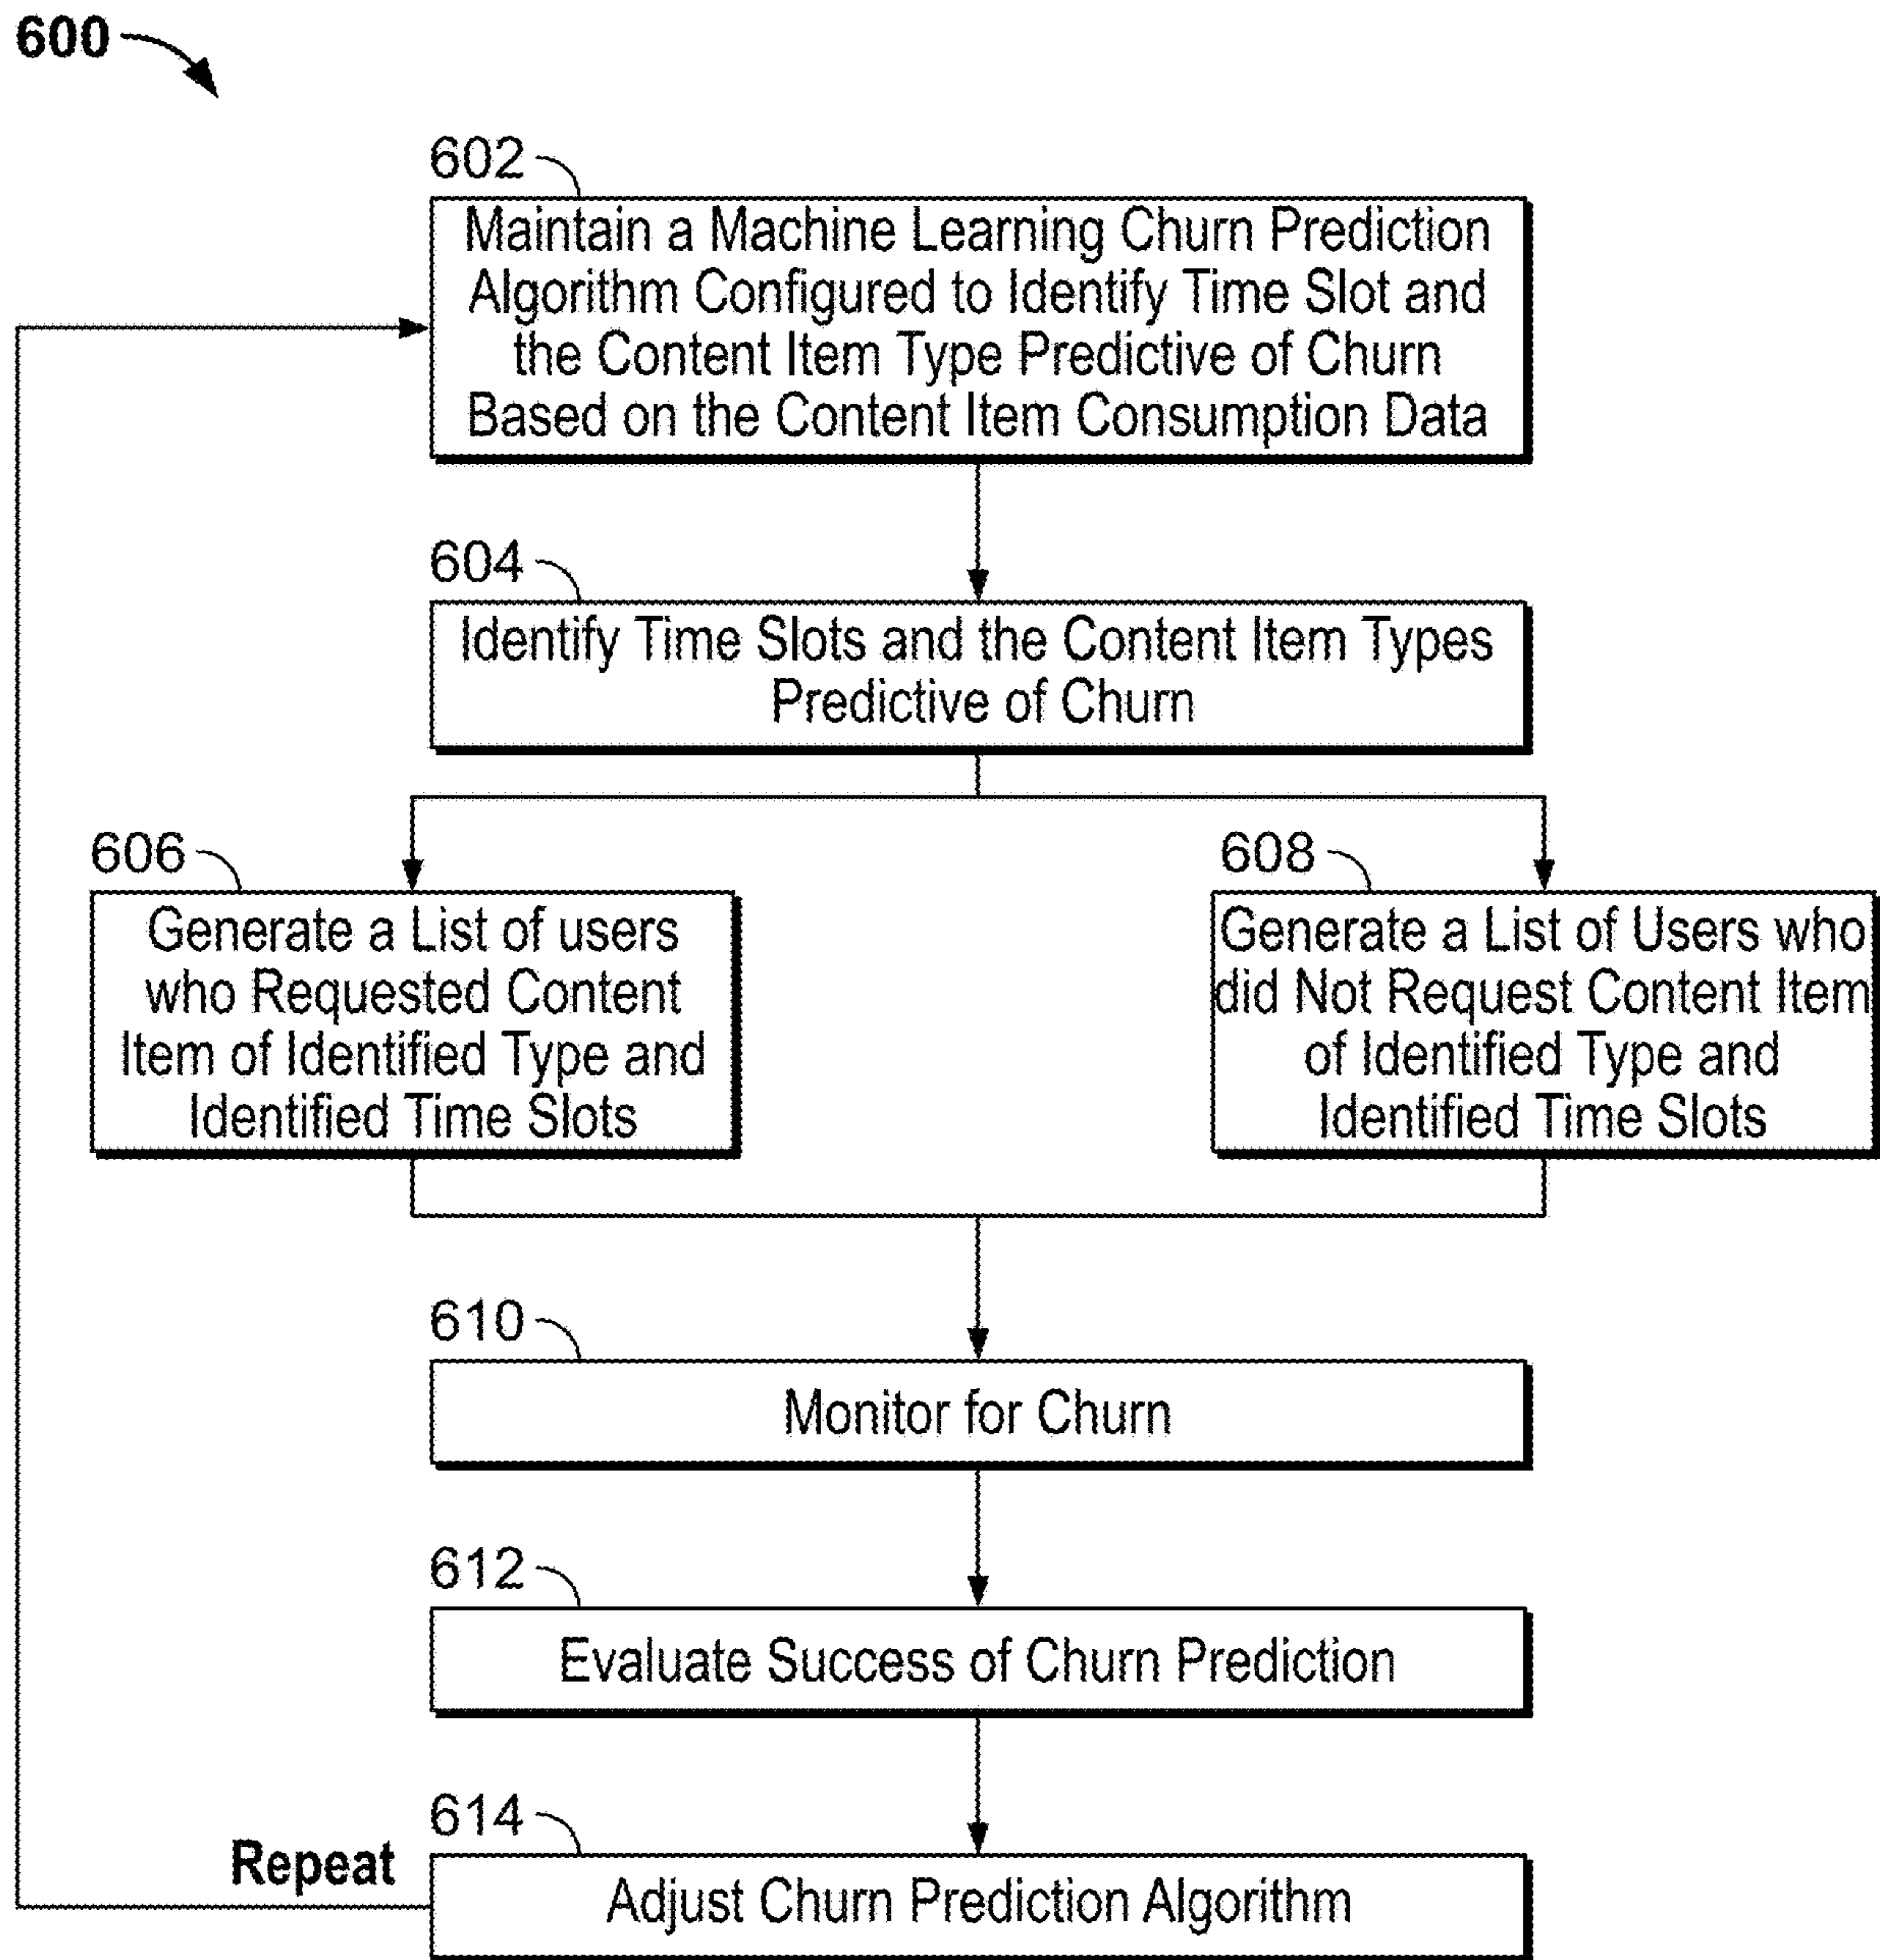 600
602
Maintain a Machine Learning Churn Prediction
Algorithm Configured to Identify Time Slot and
the Content Item Type Predictive of Churn
Based on the Content Item Consumption Data
604
Identify Time Slots and the Content Item Types
Predictive of Churn
606
Generate a List of users
who Requested Content
Item of Identified Type and
Identified Time Slots
608
Generate a List of Users who
did Not Request Content Item
of Identified Type and
Identified Time Slots
610
Monitor for Churn
612
Evaluate Success of Churn Prediction
614
Repeat
Adjust Churn Prediction Algorithm